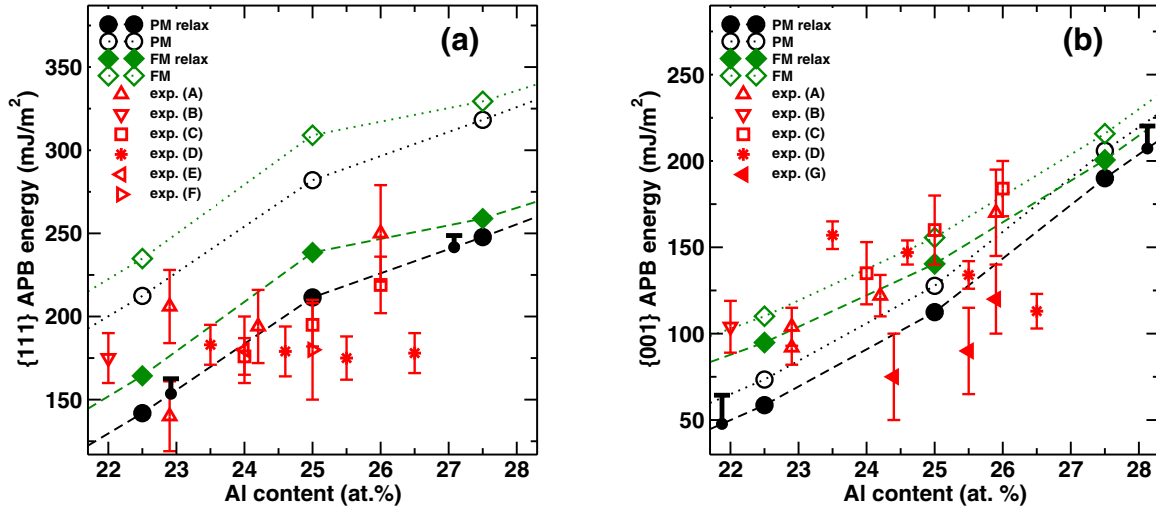 (a)
PM relax
PM
FM relax
FM
exp. (A)
exp. (B)
exp. (C)
exp. (D)
exp. (E)
exp. (F)
{111} APB energy (mJ/m²)
350
300
250
200
150
22 23 24 25 26 27 28
Al content (at.%)
(b)
PM relax
PM
FM relax
FM
exp. (A)
exp. (B)
exp. (C)
exp. (D)
exp. (G)
{001} APB energy (mJ/m²)
250
200
150
100
50
22 23 24 25 26 27 28
Al content (at. %)